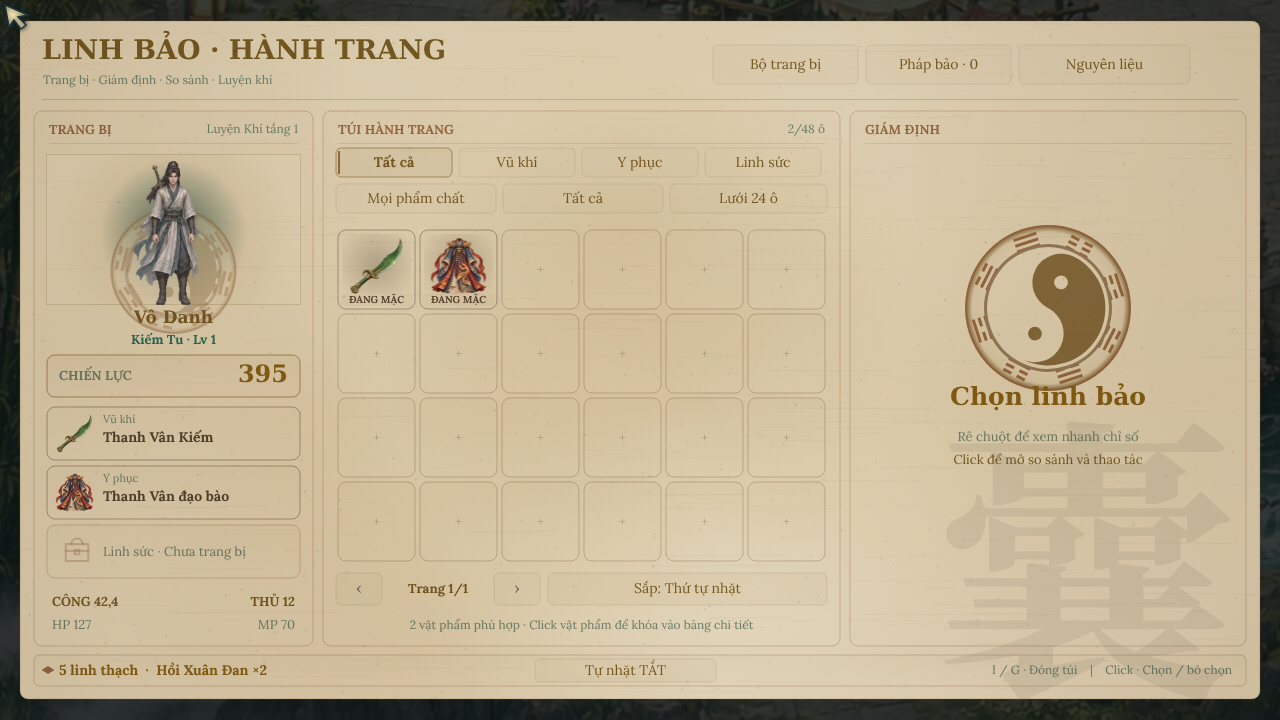 LINH BẢO · HÀNH TRANG
Trang bị · Giám định · So sánh · Luyện khí
Bộ trang bị
Pháp bảo · 0
Nguyên liệu
TRANG BỊ
Luyện Khí tầng 1
Vô Danh
Kiếm Tu · Lv 1
CHIẾN LỰC
395
Vũ khí
Thanh Vân Kiếm
Y phục
Thanh Vân đạo bào
Linh sức · Chưa trang bị
CÔNG 42,4
THỦ 12
HP 127
MP 70
TÚI HÀNH TRANG
2/48 ô
Tất cả
Vũ khí
Y phục
Linh sức
Mọi phẩm chất
Tất cả
Lưới 24 ô
ĐANG MẶC
ĐANG MẶC
‹
Trang 1/1
›
Sắp: Thứ tự nhặt
2 vật phẩm phù hợp · Click vật phẩm để khóa vào bảng chi tiết
GIÁM ĐỊNH
Chọn linh bảo
Rê chuột để xem nhanh chỉ số
Click để mở so sánh và thao tác
囊
5 linh thạch · Hồi Xuân Đan ×2
Tự nhặt TẮT
I / G · Đóng túi | Click · Chọn / bỏ chọn